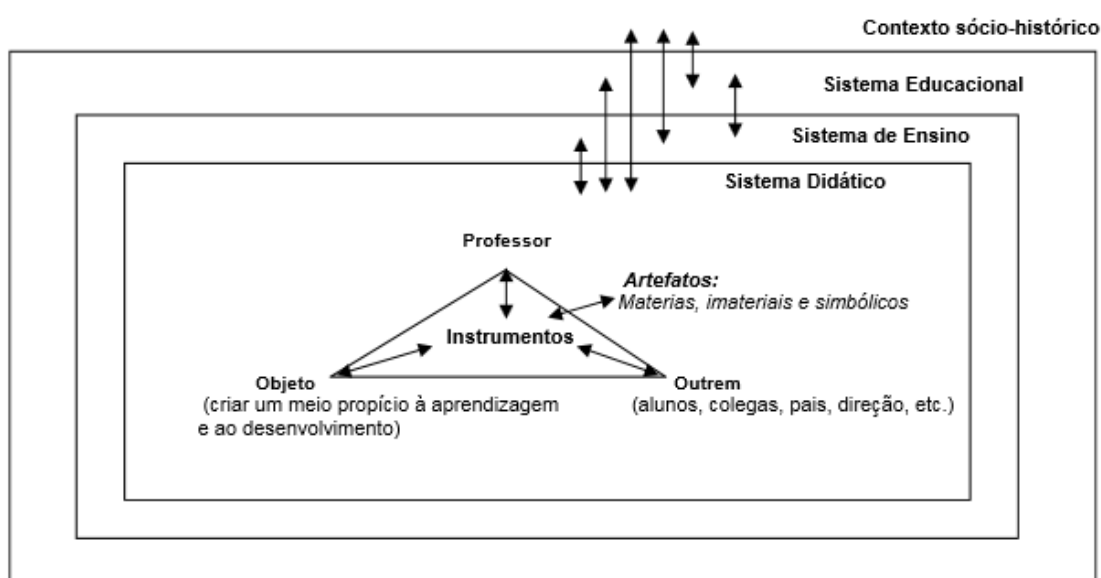 Contexto sócio-histórico
Sistema Educacional
Sistema de Ensino
Sistema Didático
Professor
Artefatos:
Materias, imateriais e simbólicos
Instrumentos
Objeto
(criar um meio propício à aprendizagem
e ao desenvolvimento)
Outrem
(alunos, colegas, pais, direção, etc.)